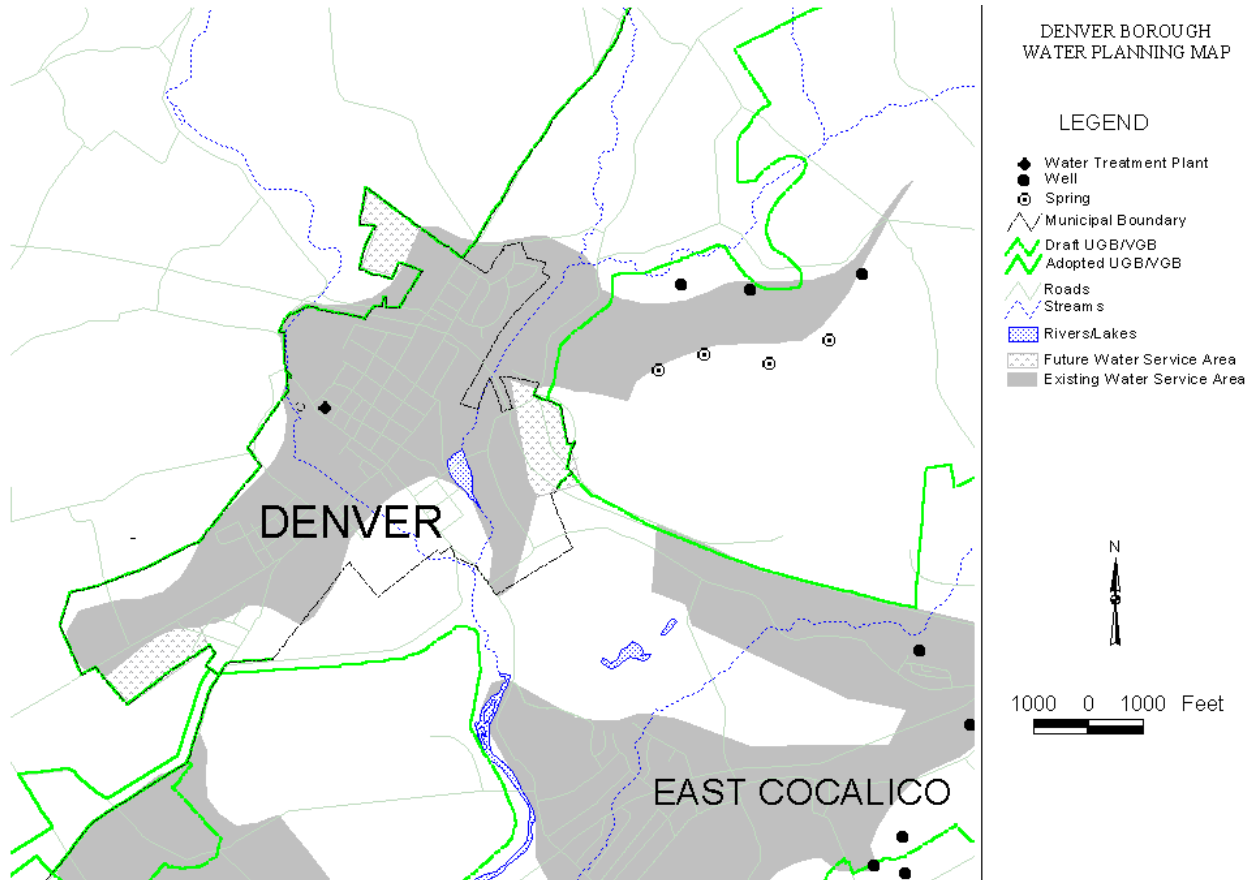 DENVER BOROUGH
WATER PLANNING MAP
LEGEND
Water Treatment Plant
Well
Spring
Municipal Boundary
Draft UGB/VGB
Adopted UGB/VGB
Roads
Streams
Rivers/Lakes
Future Water Service Area
Existing Water Service Area
DENVER
N
1000 0 1000 Feet
EAST COCALICO